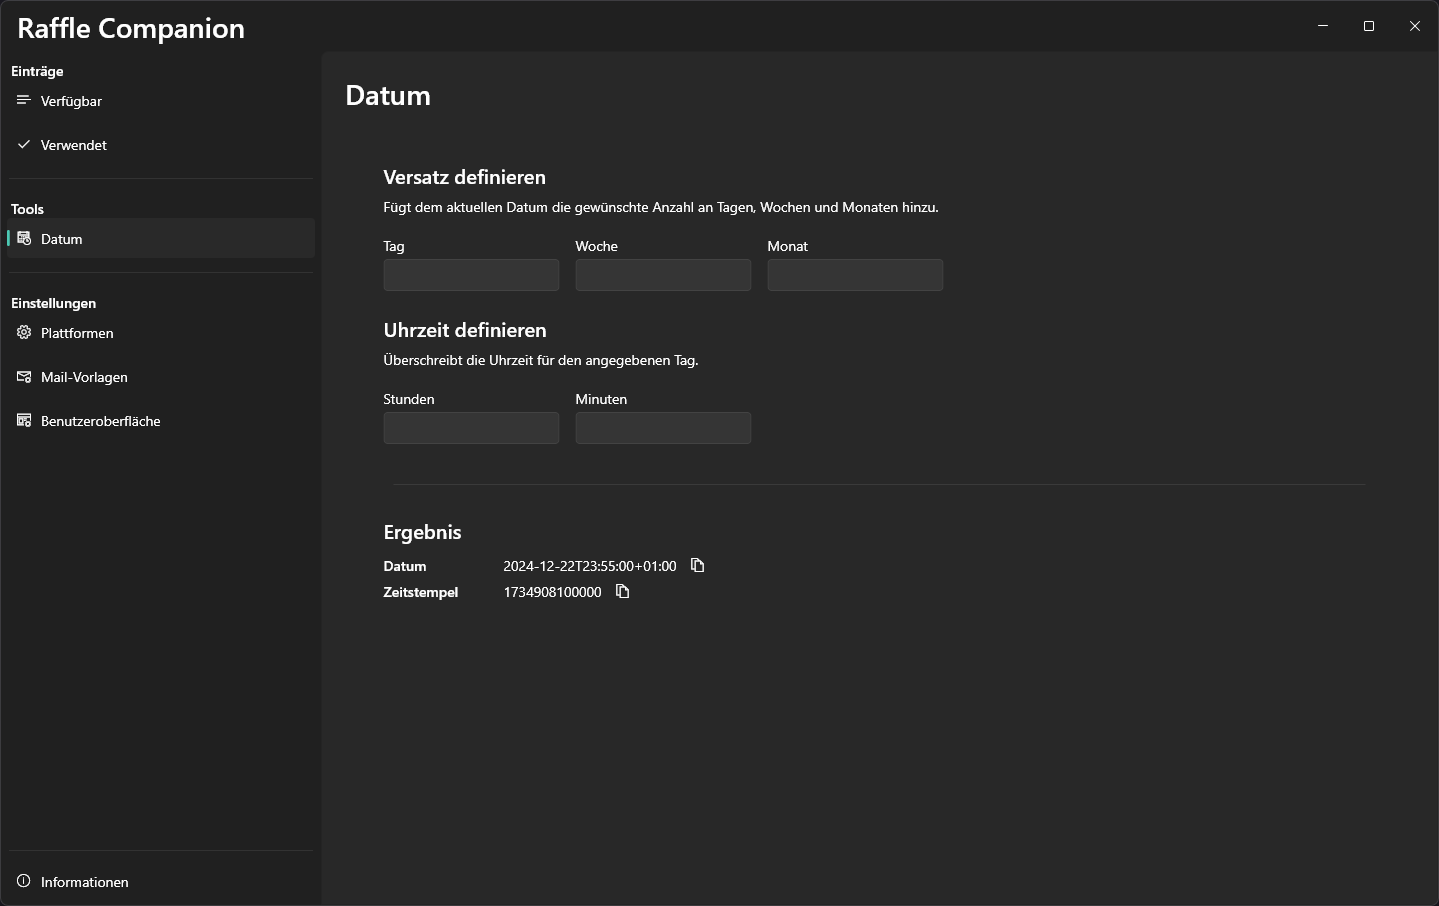 Raffle Companion
Einträge
Verfügbar
Verwendet
Tools
Datum
Einstellungen
Plattformen
Mail-Vorlagen
Benutzeroberfläche
Informationen
Datum
Versatz definieren
Fügt dem aktuellen Datum die gewünschte Anzahl an Tagen, Wochen und Monaten hinzu.
Tag Woche Monat
Uhrzeit definieren
Überschreibt die Uhrzeit für den angegebenen Tag.
Stunden Minuten
Ergebnis
Datum 2024-12-22T23:55:00+01:00
Zeitstempel 1734908100000